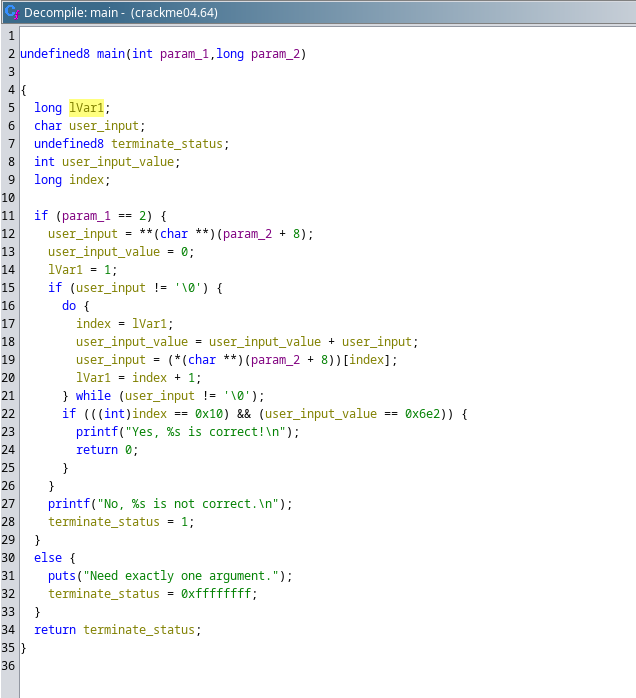 Decompile: main - (crackme04.64)
1
2 undefined8 main(int param_1,long param_2)
3
4 {
5   long lVar1;
6   char user_input;
7   undefined8 terminate_status;
8   int user_input_value;
9   long index;
10
11   if (param_1 == 2) {
12     user_input = **(char **)(param_2 + 8);
13     user_input_value = 0;
14     lVar1 = 1;
15     if (user_input != '\0') {
16       do {
17         index = lVar1;
18         user_input_value = user_input_value + user_input;
19         user_input = (*(char **)(param_2 + 8))[index];
20         lVar1 = index + 1;
21       } while (user_input != '\0');
22       if (((int)index == 0x10) && (user_input_value == 0x6e2)) {
23         printf("Yes, %s is correct!\n");
24         return 0;
25       }
26     }
27     printf("No, %s is not correct.\n");
28     terminate_status = 1;
29   }
30   else {
31     puts("Need exactly one argument.");
32     terminate_status = 0xffffffff;
33   }
34   return terminate_status;
35 }
36